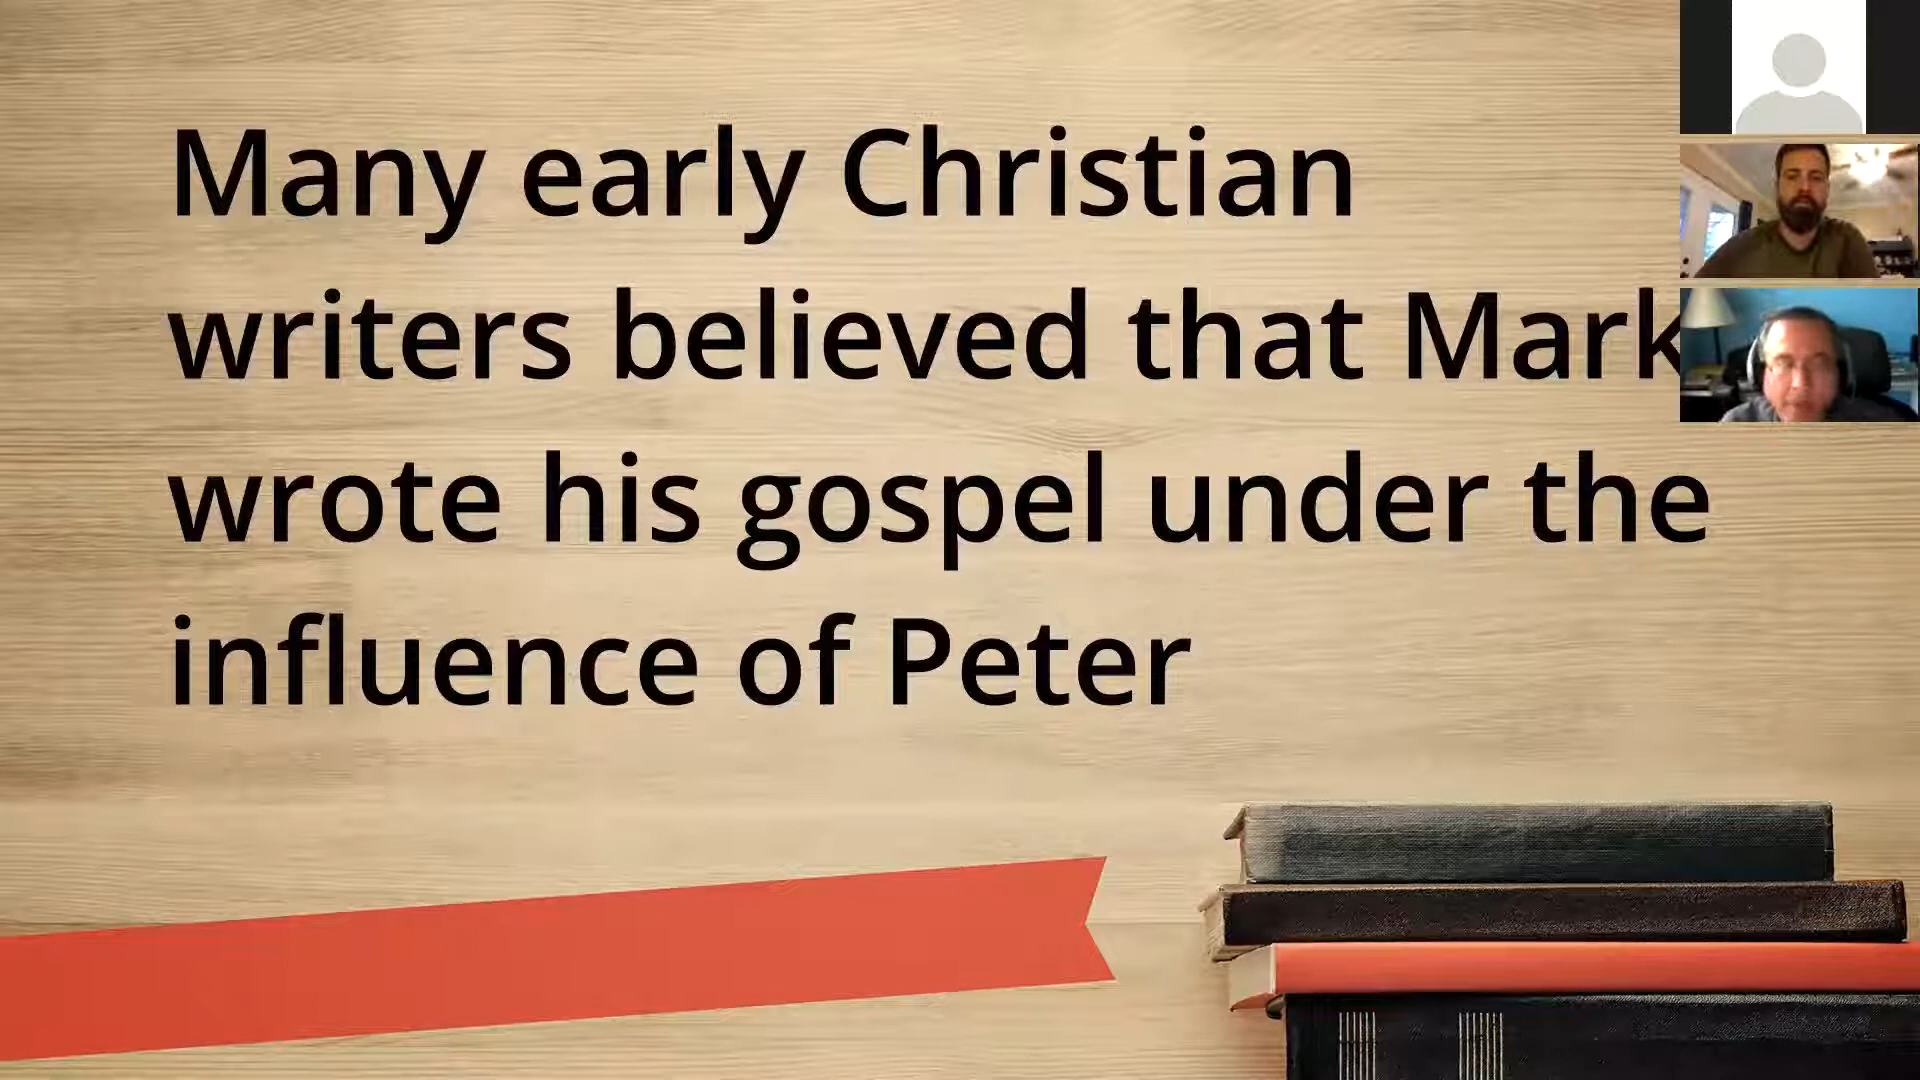 Many early Christian
writers believed that Mark
wrote his gospel under the
influence of Peter